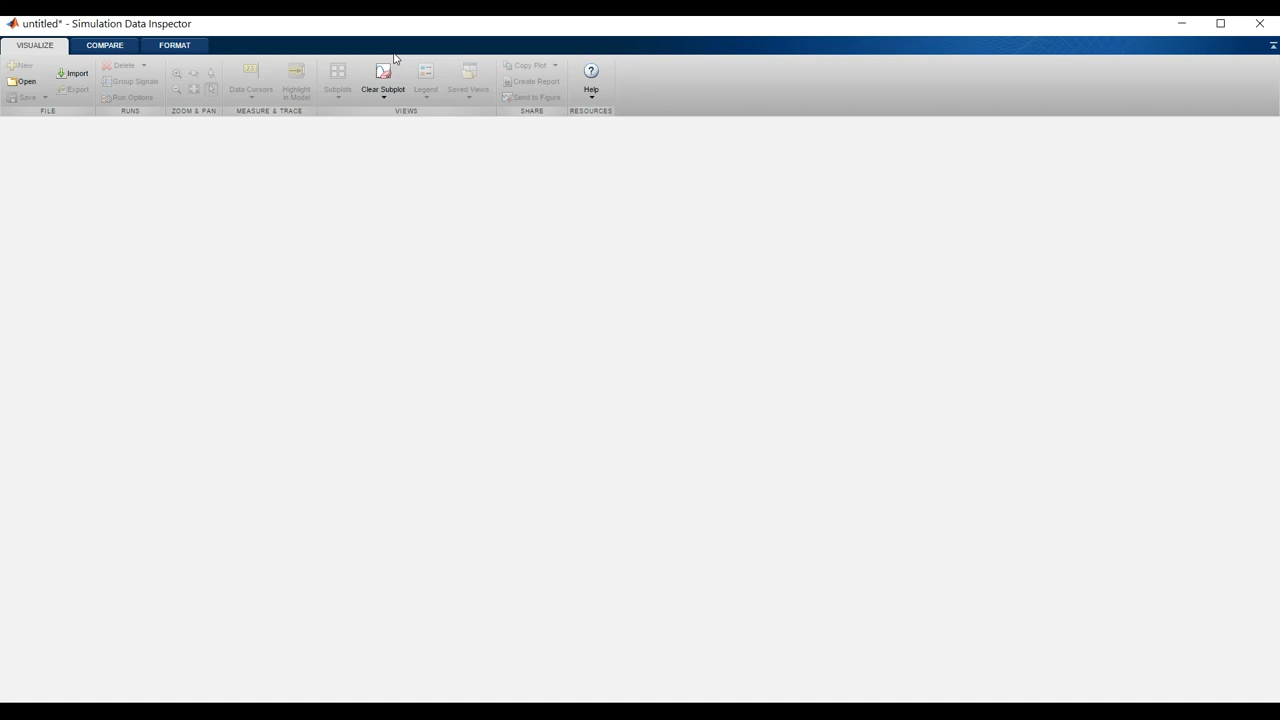 untitled* - Simulation Data Inspector
VISUALIZE COMPARE FORMAT
New
Open
Save
Import
Export
FILE
Delete
Group Signals
Run Options
RUNS
ZOOM & PAN
Data Cursors
Highlight
in Model
MEASURE & TRACE
Subplots
Clear Subplot
Legend
Saved Views
VIEWS
Copy Plot
Create Report
Send to Figure
SHARE
Help
RESOURCES